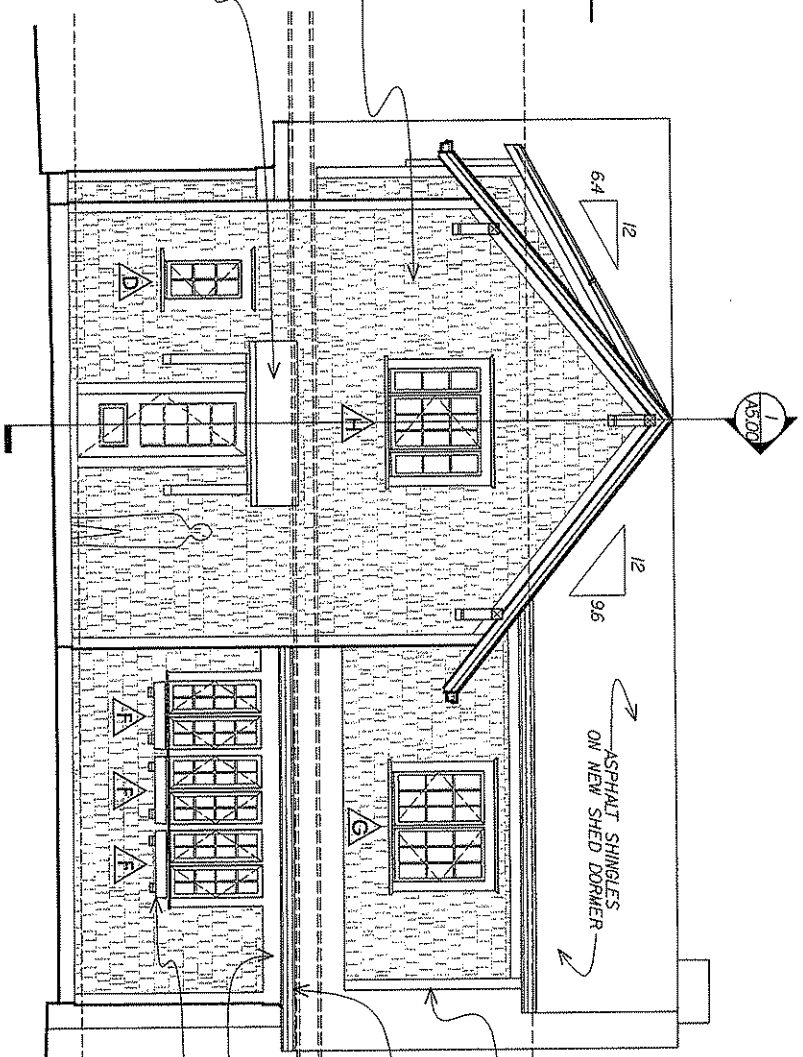 1
A5.00
12
6.4
12
9.6
ASPHALT SHINGLES
ON NEW SHED DORMER
H
G
D
F
F
F